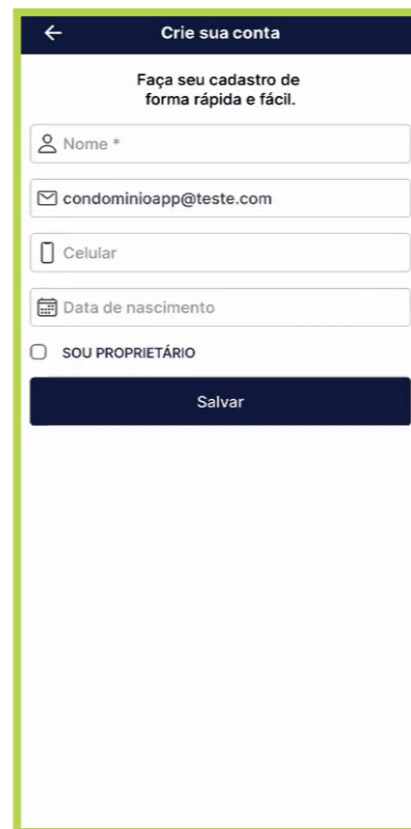 Crie sua conta
Faça seu cadastro de
forma rápida e fácil.
Nome *
condominioapp@teste.com
Celular
Data de nascimento
SOU PROPRIETÁRIO
Salvar